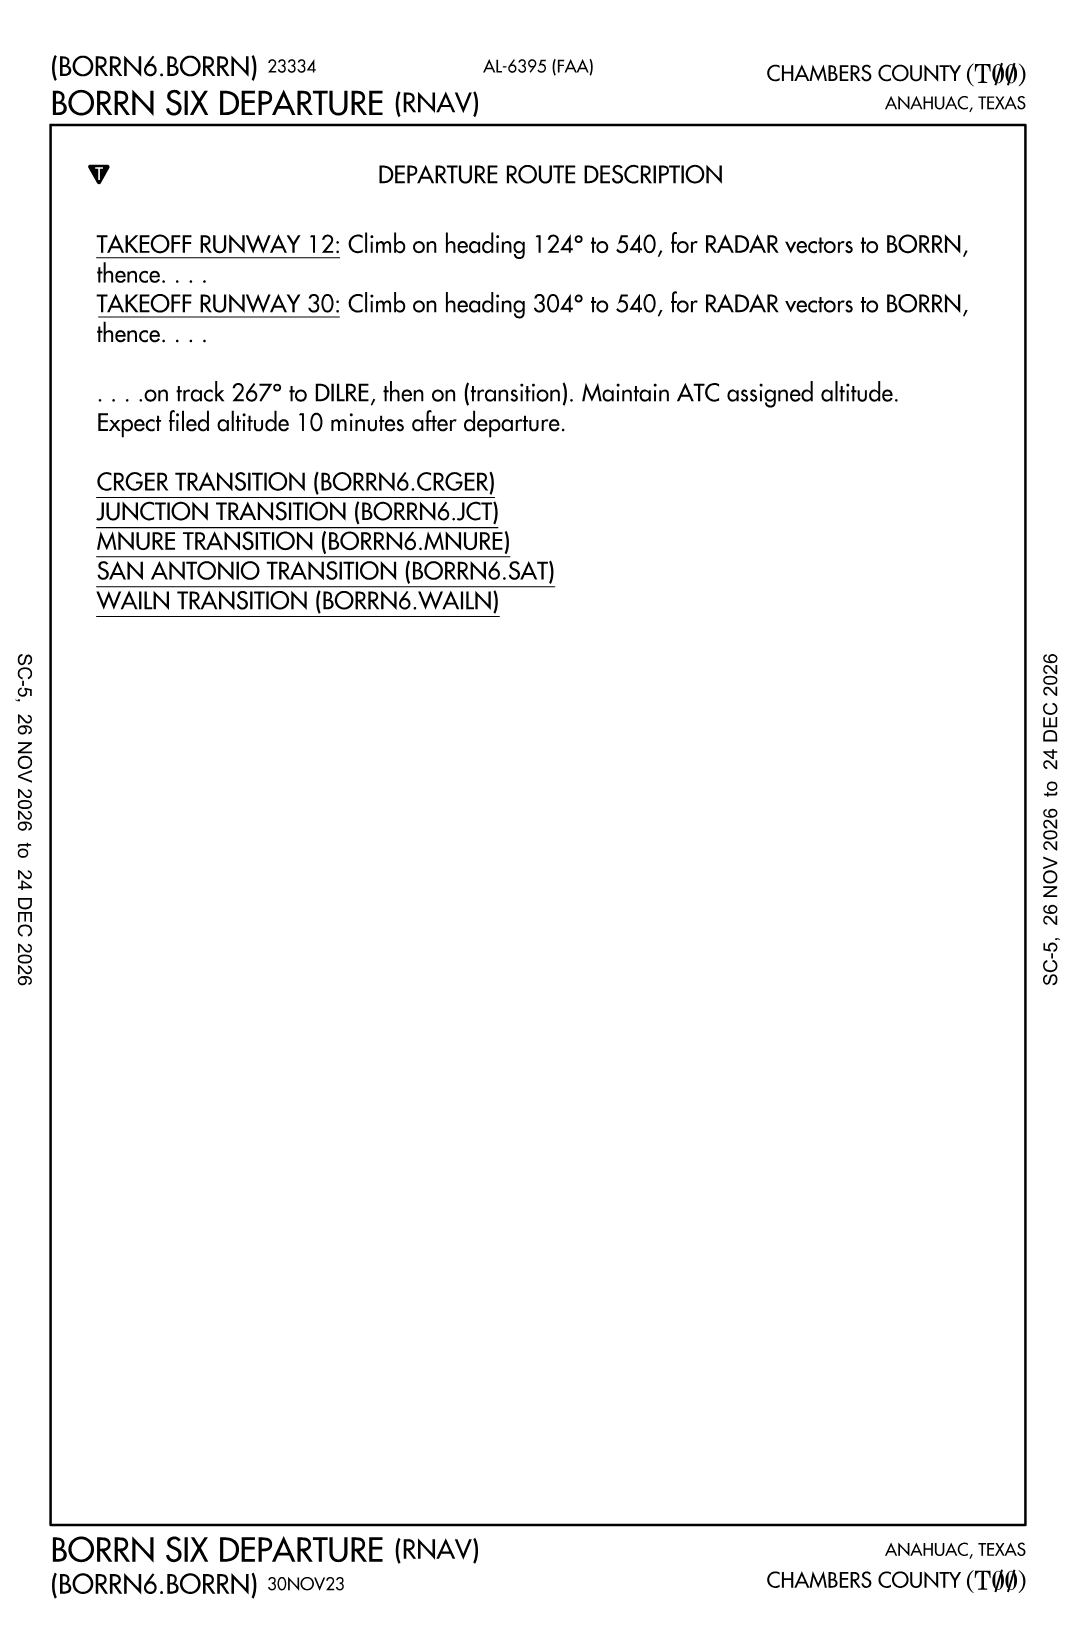 (BORRN6.BORRN) 23334
AL-6395 (FAA)
CHAMBERS COUNTY (TØØ)
BORRN SIX DEPARTURE (RNAV)
ANAHUAC, TEXAS
T
DEPARTURE ROUTE DESCRIPTION
TAKEOFF RUNWAY 12: Climb on heading 124° to 540, for RADAR vectors to BORRN,
thence. . . .
TAKEOFF RUNWAY 30: Climb on heading 304° to 540, for RADAR vectors to BORRN,
thence. . . .
. . . .on track 267° to DILRE, then on (transition). Maintain ATC assigned altitude.
Expect filed altitude 10 minutes after departure.
CRGER TRANSITION (BORRN6.CRGER)
JUNCTION TRANSITION (BORRN6.JCT)
MNURE TRANSITION (BORRN6.MNURE)
SAN ANTONIO TRANSITION (BORRN6.SAT)
WAILN TRANSITION (BORRN6.WAILN)
SC-5, 26 NOV 2026 to 24 DEC 2026
SC-5, 26 NOV 2026 to 24 DEC 2026
BORRN SIX DEPARTURE (RNAV)
ANAHUAC, TEXAS
(BORRN6.BORRN) 30NOV23
CHAMBERS COUNTY (TØØ)